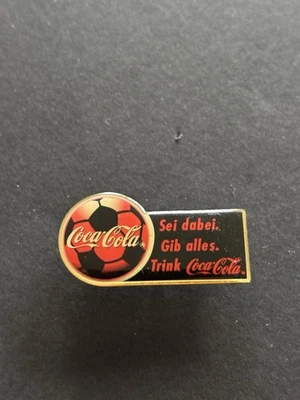 Coca-Cola
Sei dabei.
Gib alles.
Trink Coca-Cola